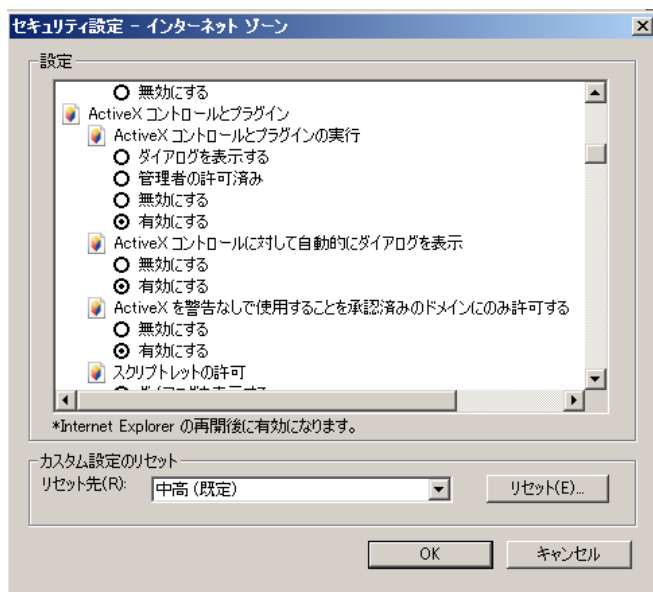 セキュリティ設定 - インターネット ゾーン
設定
無効にする
ActiveX コントロールとプラグイン
ActiveX コントロールとプラグインの実行
ダイアログを表示する
管理者の許可済み
無効にする
有効にする
ActiveX コントロールに対して自動的にダイアログを表示
無効にする
有効にする
ActiveX を警告なしで使用することを承認済みのドメインにのみ許可する
無効にする
有効にする
スクリプトレットの許可
*Internet Explorer の再開後に有効になります。
カスタム設定のリセット
リセット先(R): 中高 (既定) リセット(E)...
OK キャンセル